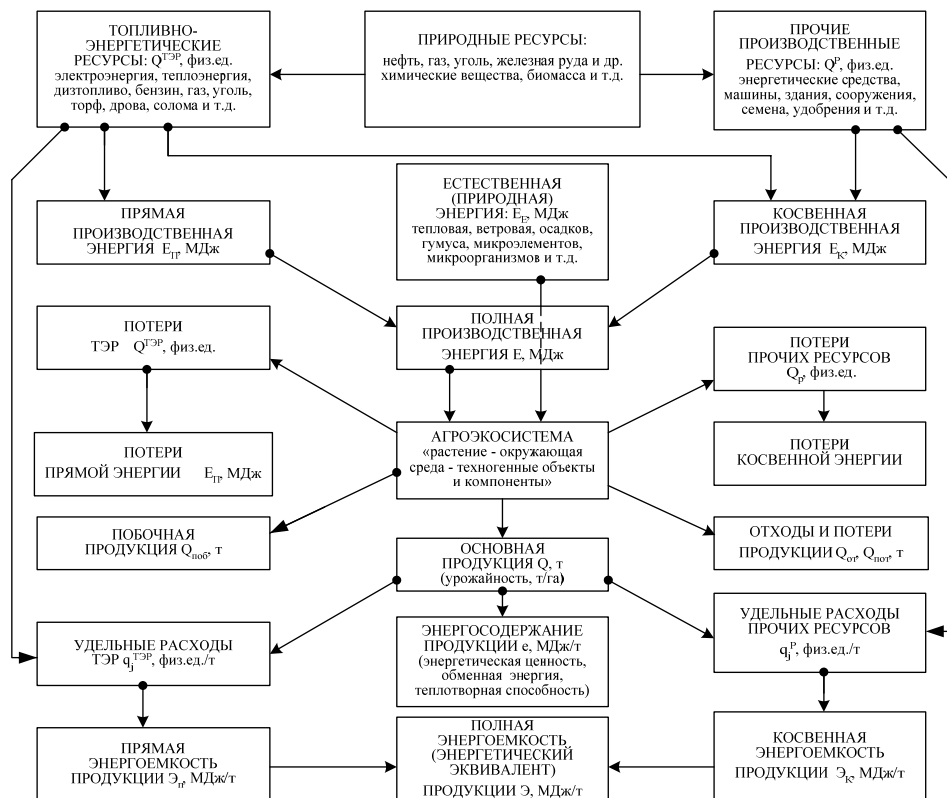 ТОПЛИВНО-
ЭНЕРГЕТИЧЕСКИЕ
РЕСУРСЫ: Q^ТЭР, физ.ед.
электроэнергия, теплоэнергия,
дизтопливо, бензин, газ, уголь,
торф, дрова, солома и т.д.
ПРИРОДНЫЕ РЕСУРСЫ:
нефть, газ, уголь, железная руда и др.
химические вещества, биомасса и т.д.
ПРОЧИЕ
ПРОИЗВОДСТВЕННЫЕ
РЕСУРСЫ: Q^Р, физ.ед.
энергетические средства,
машины, здания, сооружения,
семена, удобрения и т.д.
ПРЯМАЯ
ПРОИЗВОДСТВЕННАЯ
ЭНЕРГИЯ E_П, МДж
ЕСТЕСТВЕННАЯ
(ПРИРОДНАЯ)
ЭНЕРГИЯ: E_Е, МДж
тепловая, ветровая, осадков,
гумуса, микроэлементов,
микроорганизмов и т.д.
КОСВЕННАЯ
ПРОИЗВОДСТВЕННАЯ
ЭНЕРГИЯ E_К, МДж
ПОТЕРИ
ТЭР Q^ТЭР, физ.ед.
ПОЛНАЯ
ПРОИЗВОДСТВЕННАЯ
ЭНЕРГИЯ E, МДж
ПОТЕРИ
ПРОЧИХ РЕСУРСОВ
Q_р, физ.ед.
ПОТЕРИ
ПРЯМОЙ ЭНЕРГИИ E_П, МДж
АГРОЭКОСИСТЕМА
«растение - окружающая
среда - техногенные объекты
и компоненты»
ПОТЕРИ
КОСВЕННОЙ ЭНЕРГИИ
ПОБОЧНАЯ
ПРОДУКЦИЯ Q_поб, т
ОСНОВНАЯ
ПРОДУКЦИЯ Q, т
(урожайность, т/га)
ОТХОДЫ И ПОТЕРИ
ПРОДУКЦИИ Q_от, Q_пот, т
УДЕЛЬНЫЕ РАСХОДЫ
ТЭР q_j^ТЭР, физ.ед./т
ЭНЕРГОСОДЕРЖАНИЕ
ПРОДУКЦИИ е, МДж/т
(энергетическая ценность,
обменная энергия,
теплотворная способность)
УДЕЛЬНЫЕ РАСХОДЫ
ПРОЧИХ РЕСУРСОВ
q_j^Р, физ.ед./т
ПРЯМАЯ
ЭНЕРГОЕМКОСТЬ
ПРОДУКЦИИ Э_п, МДж/т
ПОЛНАЯ
ЭНЕРГОЕМКОСТЬ
(ЭНЕРГЕТИЧЕСКИЙ
ЭКВИВАЛЕНТ)
ПРОДУКЦИИ Э, МДж/т
КОСВЕННАЯ
ЭНЕРГОЕМКОСТЬ
ПРОДУКЦИИ Э_К, МДж/т